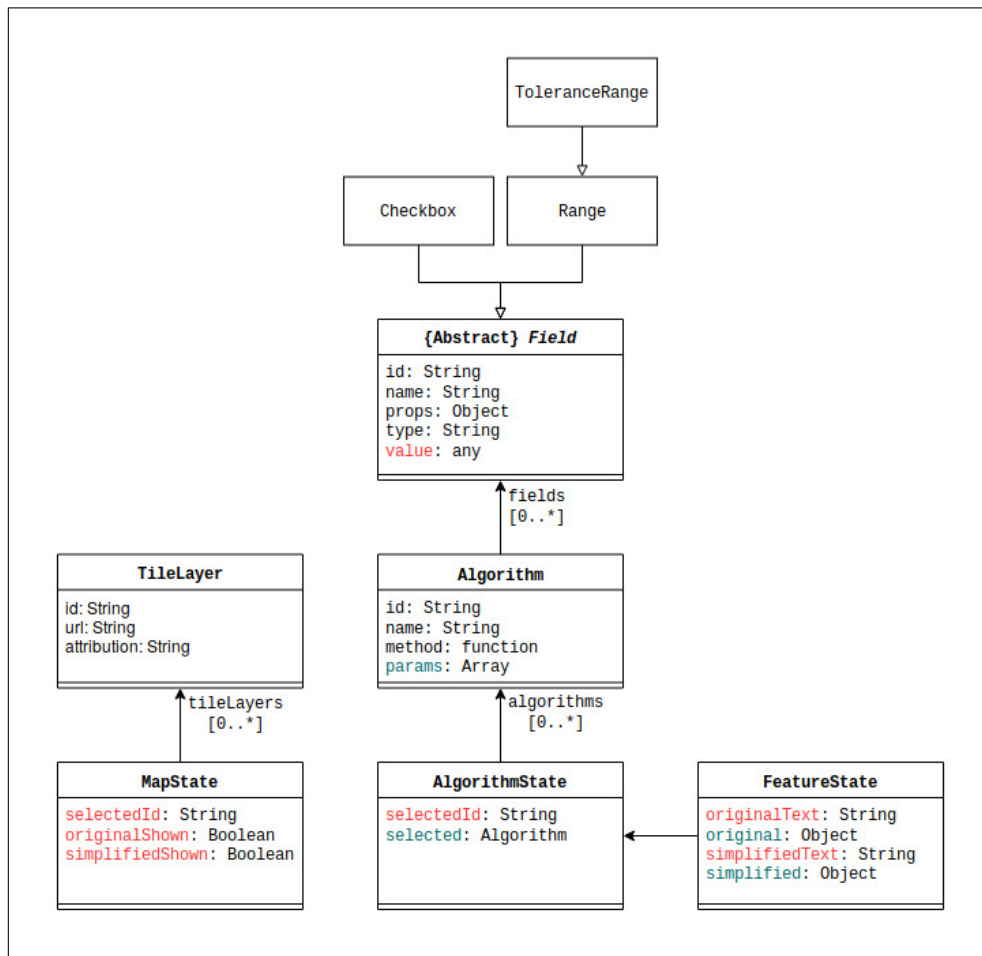 ToleranceRange
Checkbox
Range
{Abstract} Field
id: String
name: String
props: Object
type: String
value: any
fields
[0..*]
TileLayer
id: String
url: String
attribution: String
Algorithm
id: String
name: String
method: function
params: Array
tileLayers
[0..*]
algorithms
[0..*]
MapState
selectedId: String
originalShown: Boolean
simplifiedShown: Boolean
AlgorithmState
selectedId: String
selected: Algorithm
FeatureState
originalText: String
original: Object
simplifiedText: String
simplified: Object